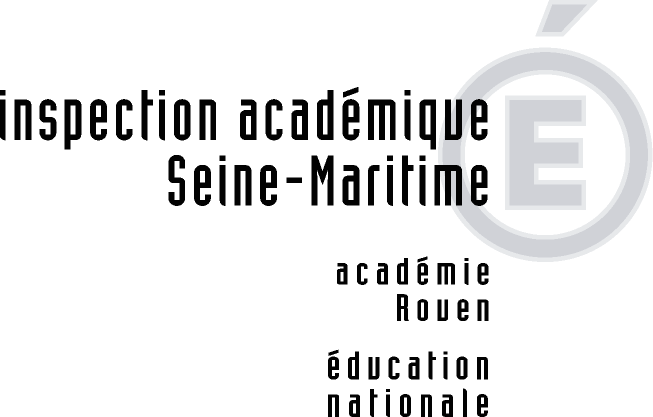 inspection académique
Seine-Maritime
É
académie
Rouen
éducation
nationale